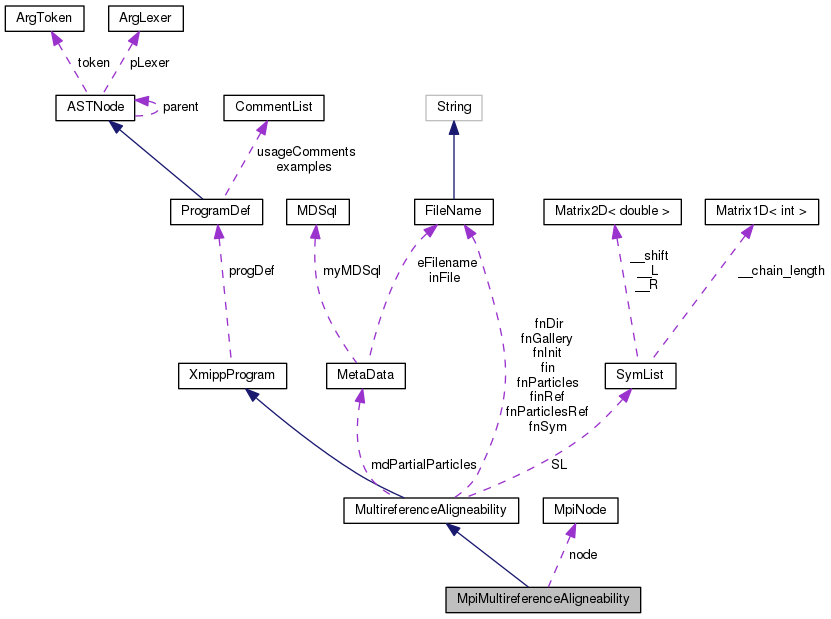 ArgToken
ArgLexer
token
pLexer
ASTNode
parent
CommentList
String
usageComments
examples
ProgramDef
MDSql
FileName
Matrix2D< double >
Matrix1D< int >
progDef
myMDSql
eFilename
inFile
__shift
__L
__R
__chain_length
fnDir
fnGallery
fnInit
fin
fnParticles
finRef
fnParticlesRef
fnSym
XmippProgram
MetaData
SymList
mdPartialParticles
SL
MultireferenceAligneability
MpiNode
node
MpiMultireferenceAligneability